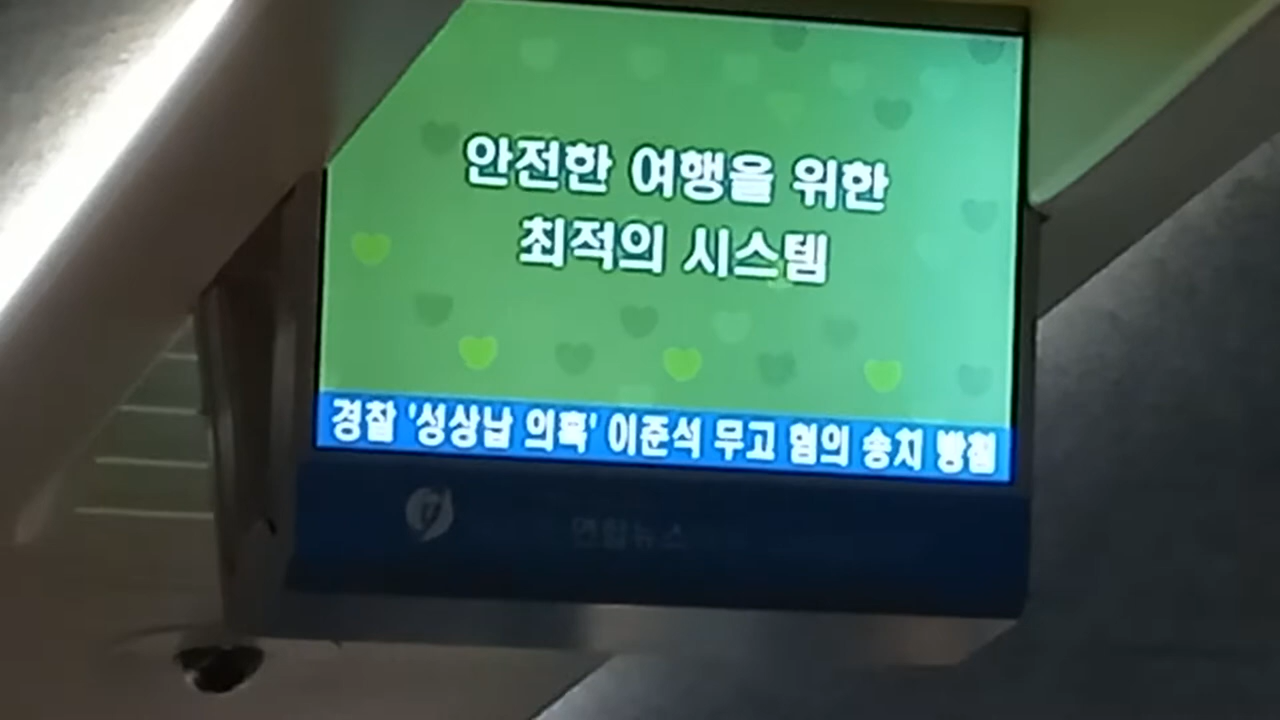 안전한 여행을 위한
최적의 시스템
경찰 '성상납 의혹' 이준석 무고 혐의 송치 방침
연합뉴스